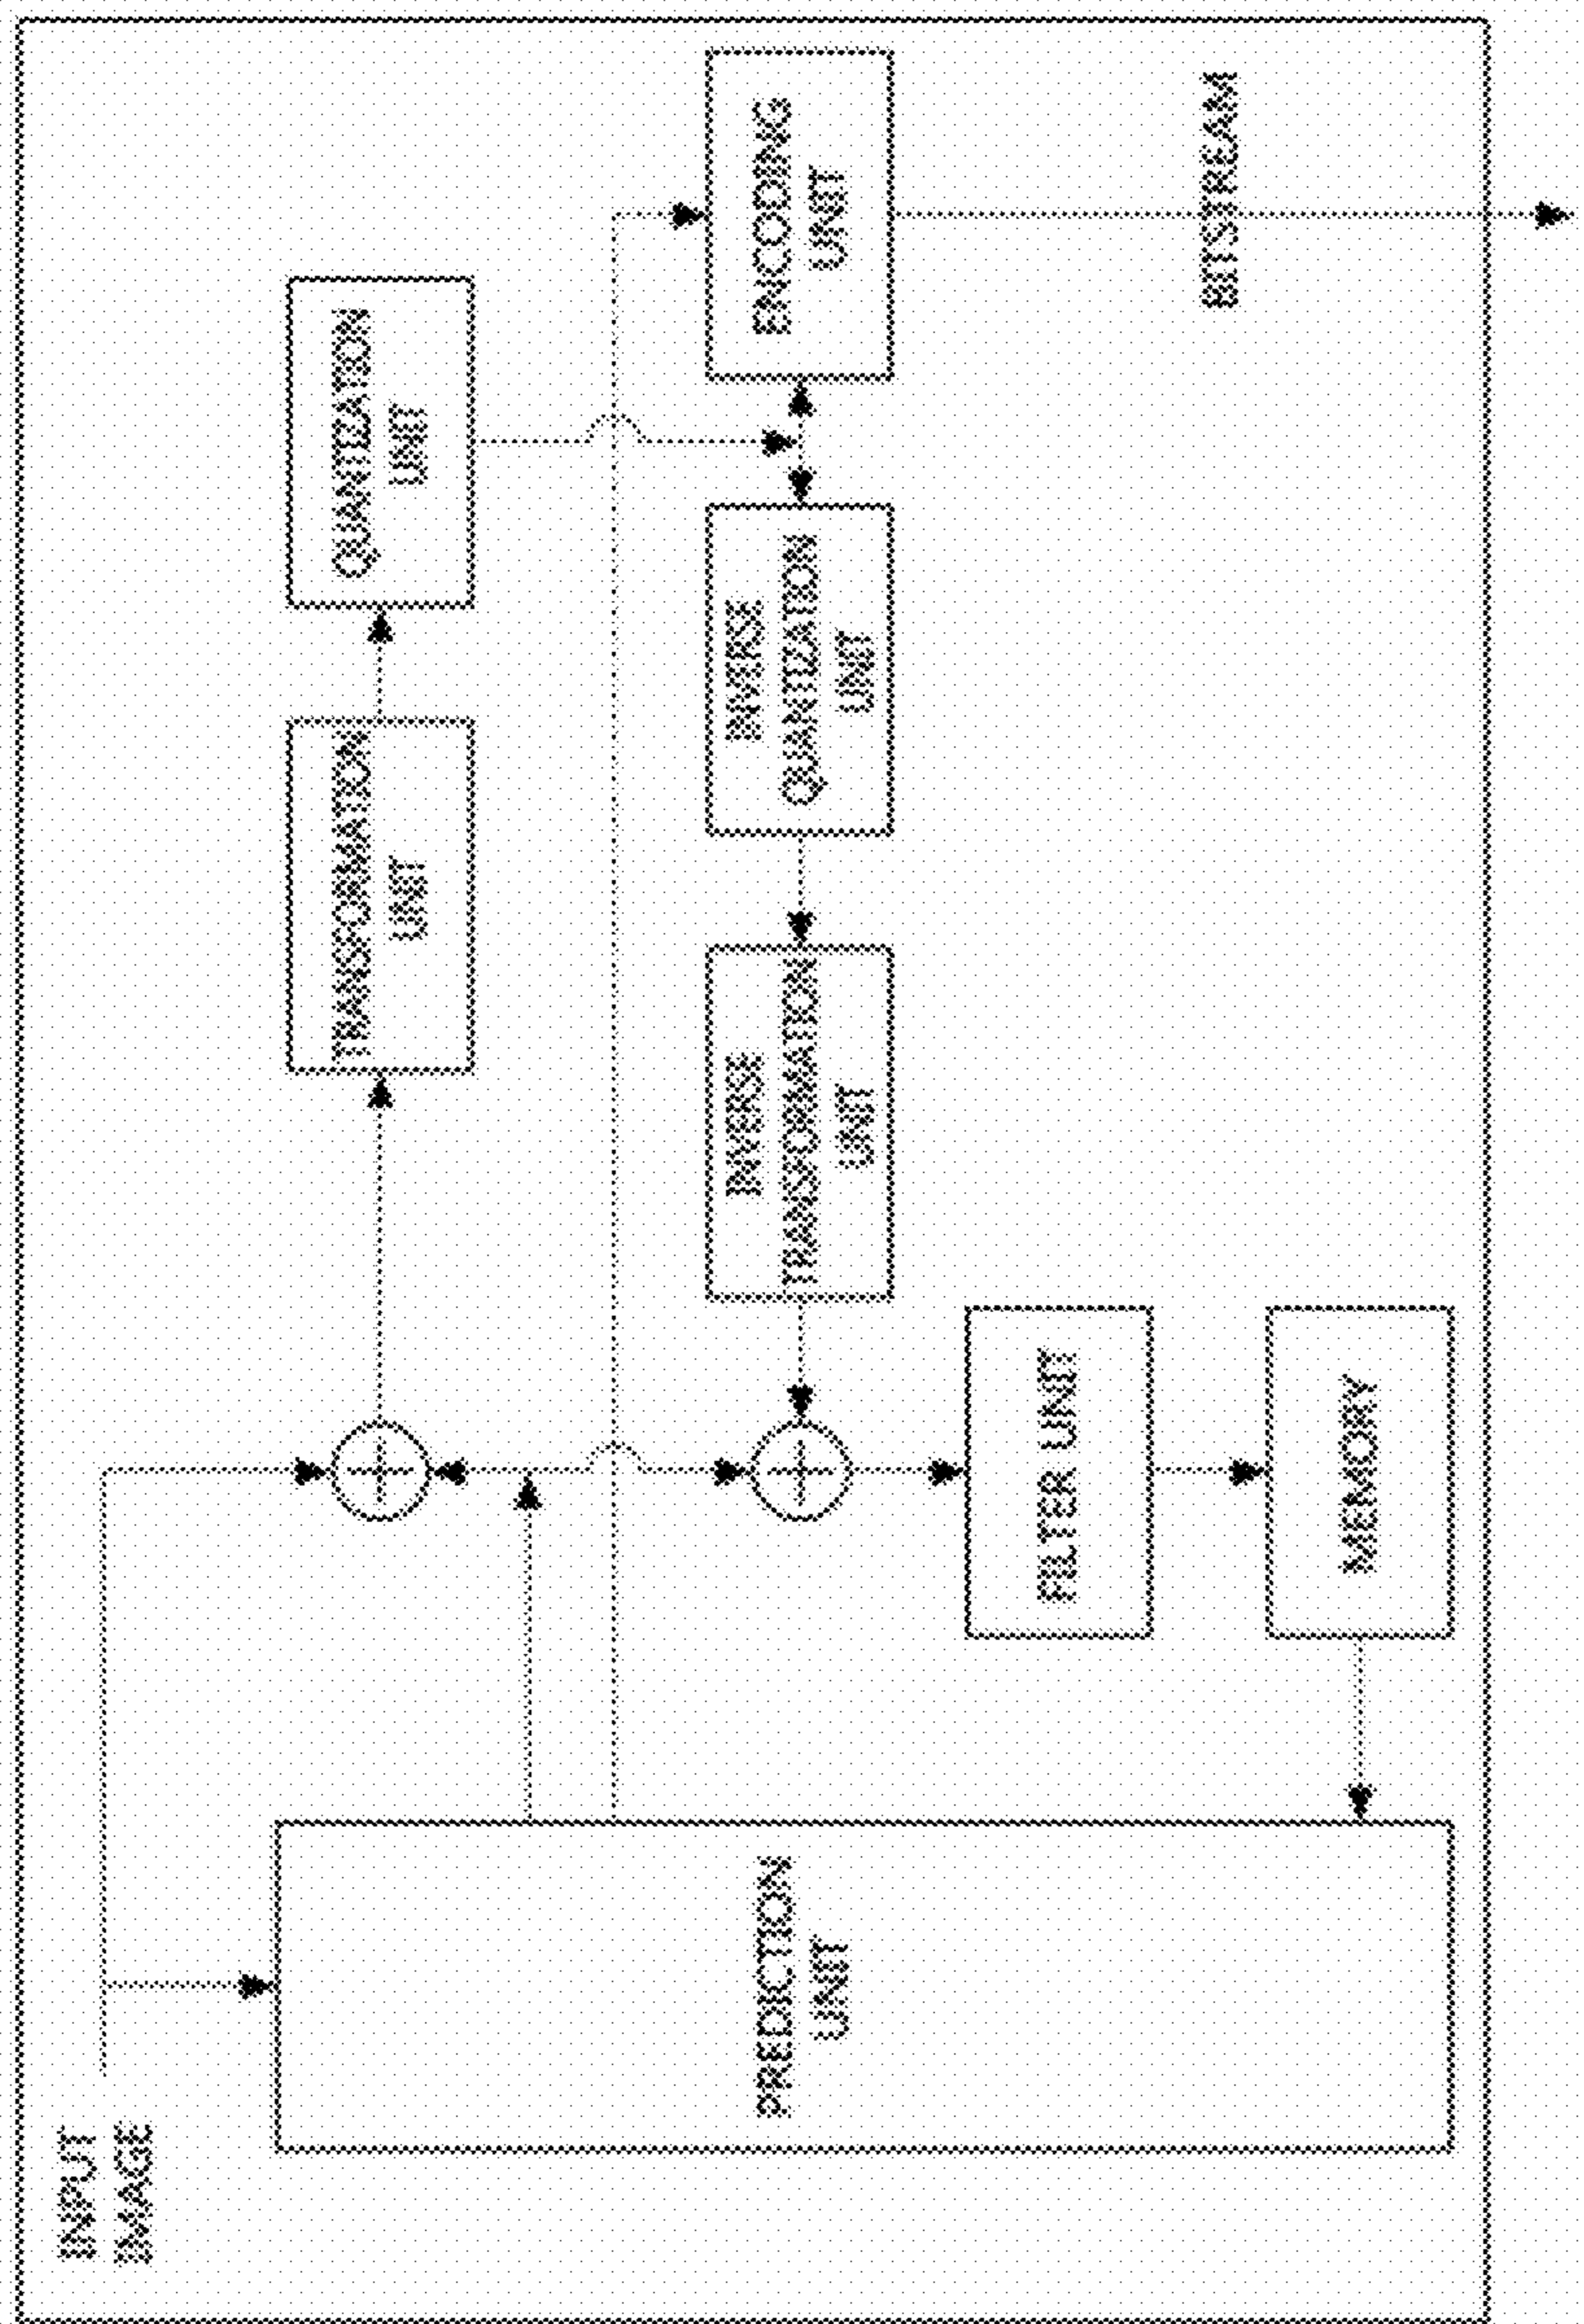 INPUT
IMAGE
TRANSFORMATION
UNIT
QUANTIZATION
UNIT
PREDICTION
UNIT
INVERSE
TRANSFORMATION
UNIT
INVERSE
QUANTIZATION
UNIT
ENCODING
UNIT
FILTER UNIT
MEMORY
BITSTREAM